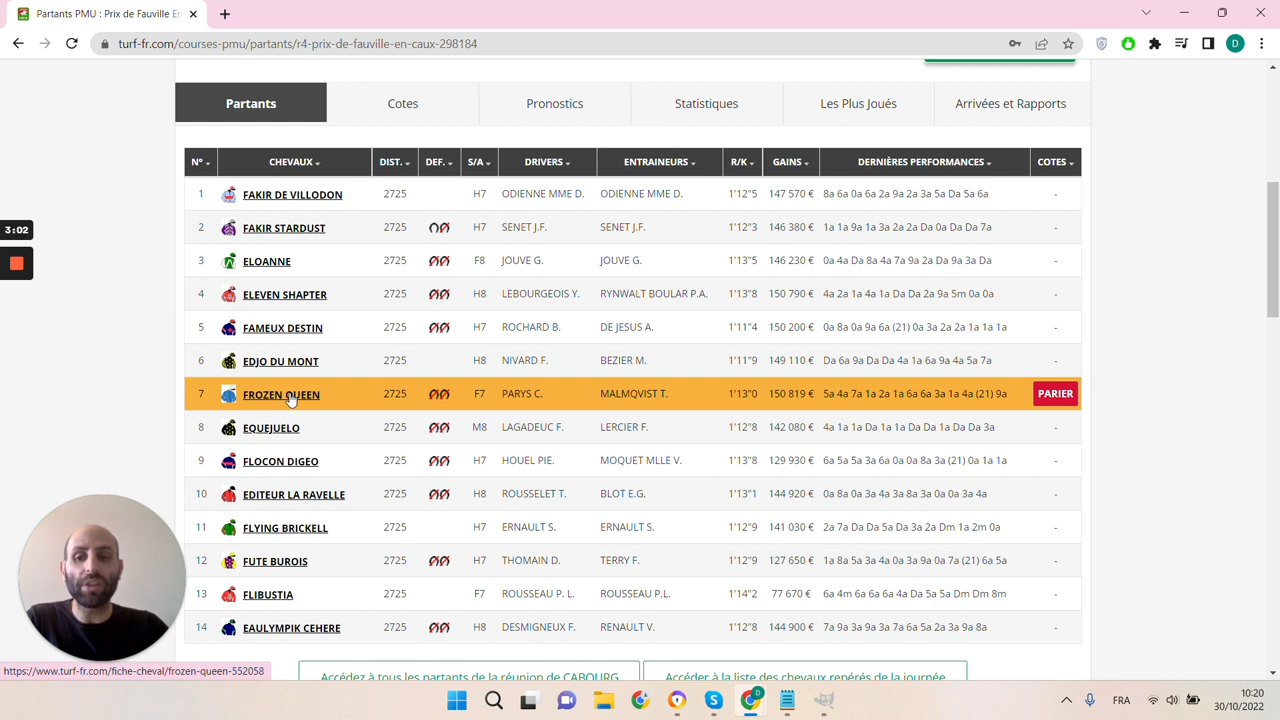 Partants PMU : Prix de Fauville En
turf-fr.com/courses-pmu/partants/r4-prix-de-fauville-en-caux-298184
D
Partants Cotes Pronostics Statistiques Les Plus Joués Arrivées et Rapports
N° CHEVAUX DIST. DEF. S/A DRIVERS ENTRAINEURS R/K GAINS DERNIÈRES PERFORMANCES COTES
1 FAKIR DE VILLODON 2725 H7 ODIENNE MME D. ODIENNE MME D. 1'12"5 147 570 € 8a 6a 0a 6a 2a 9a 2a 3a 5a Da 5a 6a -
2 FAKIR STARDUST 2725 H7 SENET J.F. SENET J.F. 1'12"3 146 380 € 1a 1a 9a 1a 3a 2a 2a Da 0a Da Da 7a -
3 ELOANNE 2725 F8 JOUVE G. JOUVE G. 1'13"5 146 230 € 0a 4a Da 8a 4a 7a 9a 2a Da 9a 3a Da -
4 ELEVEN SHAPTER 2725 H8 LEBOURGEOIS Y. RYNWALT BOULAR P.A. 1'13"8 150 790 € 4a 2a 1a 4a 1a Da Da 2a 9a 5m 0a 0a -
5 FAMEUX DESTIN 2725 H7 ROCHARD B. DE JESUS A. 1'11"4 150 200 € 0a 8a 0a 9a 6a (21) 0a 3a 2a 2a 1a 1a 1a -
6 EDJO DU MONT 2725 H8 NIVARD F. BEZIER M. 1'11"9 149 110 € Da 6a 9a Da Da 4a 1a 6a 9a 4a 5a 7a -
7 FROZEN QUEEN 2725 F7 PARYS C. MALMQVIST T. 1'13"0 150 819 € 5a 4a 7a 1a 2a 1a 6a 6a 3a 1a 4a (21) 9a PARIER
8 EQUEJUELO 2725 M8 LAGADEUC F. LERCIER F. 1'12"8 142 080 € 4a 1a 1a Da 1a 1a Da Da 1a Da Da 3a -
9 FLOCON DIGEO 2725 H7 HOUEL PIE. MOQUET MLLE V. 1'13"8 129 930 € 6a 5a 5a 3a 6a 0a 0a 8a 3a (21) 0a 1a 1a -
10 EDITEUR LA RAVELLE 2725 H8 ROUSSELET T. BLOT E.G. 1'13"1 144 920 € 0a 8a 0a 3a 4a 3a 8a 3a 0a 0a 3a 4a -
11 FLYING BRICKELL 2725 H7 ERNAULT S. ERNAULT S. 1'12"9 141 030 € 2a 7a Da Da 5a Da 3a 2a Dm 1a 2m 0a -
12 FUTE BUROIS 2725 H7 THOMAIN D. TERRY F. 1'12"9 127 650 € 1a 8a 5a 3a 4a 0a 3a 9a 0a 7a (21) 6a 5a -
13 FLIBUSTIA 2725 F7 ROUSSEAU P. L. ROUSSEAU P.L. 1'14"2 77 670 € 6a 4m 6a 6a 6a 4a Da 5a 5a Dm Dm 8m -
14 EAULYMPIK CEHERE 2725 H8 DESMIGNEUX F. RENAULT V. 1'12"8 144 900 € 7a 9a 3a 9a 3a 7a 6a 5a 2a 3a 9a 8a -
Accédez à tous les partants de la réunion de CABOURG Accéder à la liste des chevaux repérés de la journée
3:02
https://www.turf-fr.com/fiche-cheval/frozen-queen-552058
D
FRA
10:20
30/10/2022